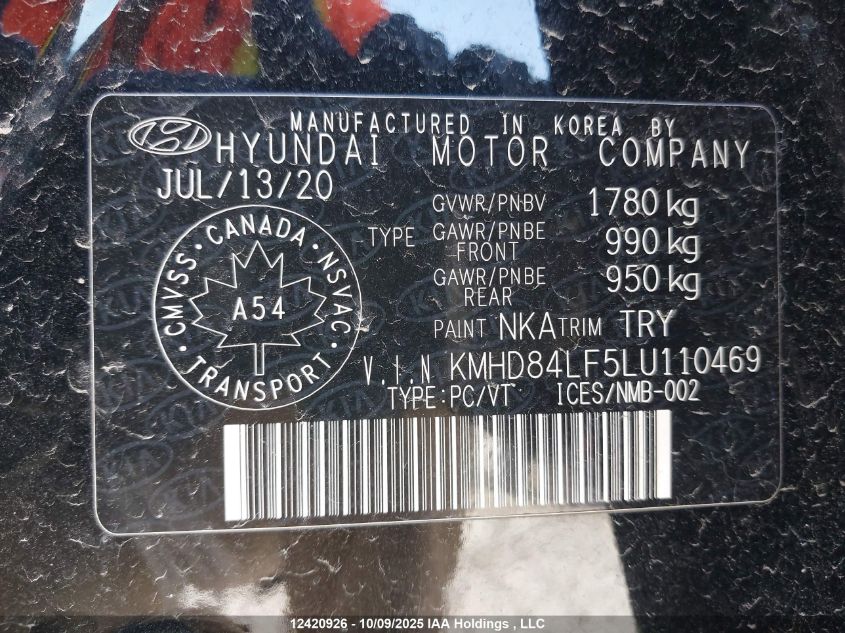 MANUFACTURED IN KOREA BY
HYUNDAI MOTOR COMPANY
JUL/13/20
GVWR/PNBV 1780 kg
TYPE GAWR/PNBE FRONT 990 kg
GAWR/PNBE REAR 950 kg
PAINT NKA TRIM TRY
V.I.N KMHD84LF5LU110469
TYPE:PC/VT ICES/NMB-002
CMVSS · CANADA · NSVAC · TRANSPORT ·
A54
KIA
12420926 - 10/09/2025 IAA Holdings , LLC